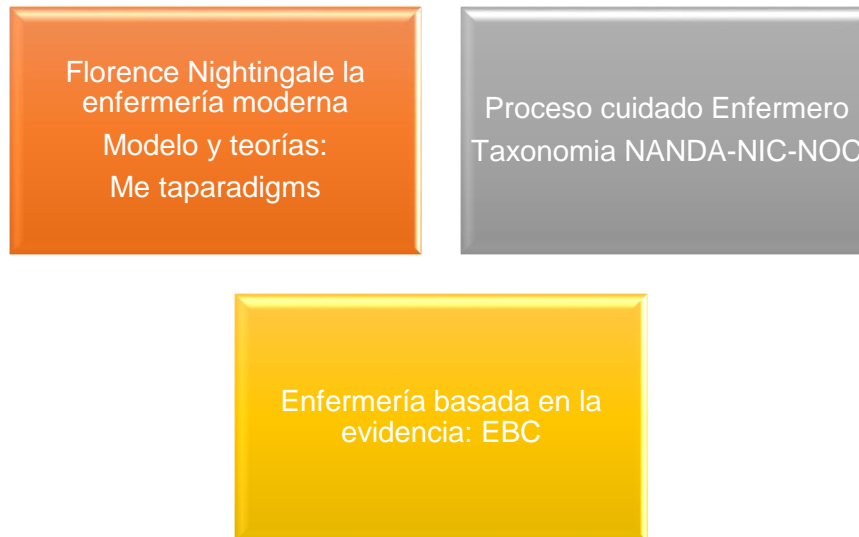 Florence Nightingale la
enfermería moderna
Modelo y teorías:
Me taparadigms
Proceso cuidado Enfermero
Taxonomia NANDA-NIC-NOC
Enfermería basada en la
evidencia: EBC